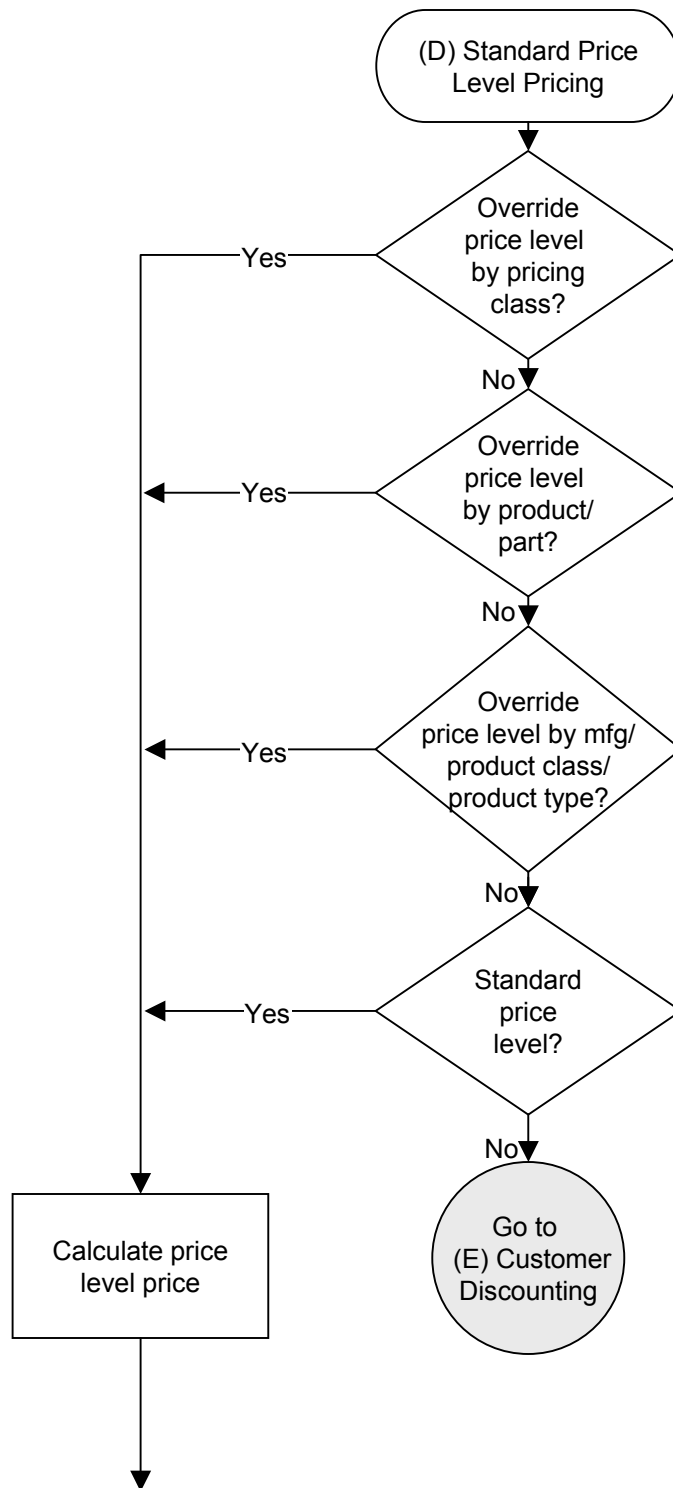 (D) Standard Price
Level Pricing
Override
price level
by pricing
class?
Yes
No
Override
price level
by product/
part?
Yes
No
Override
price level by mfg/
product class/
product type?
Yes
No
Standard
price
level?
Yes
No
Calculate price
level price
Go to
(E) Customer
Discounting